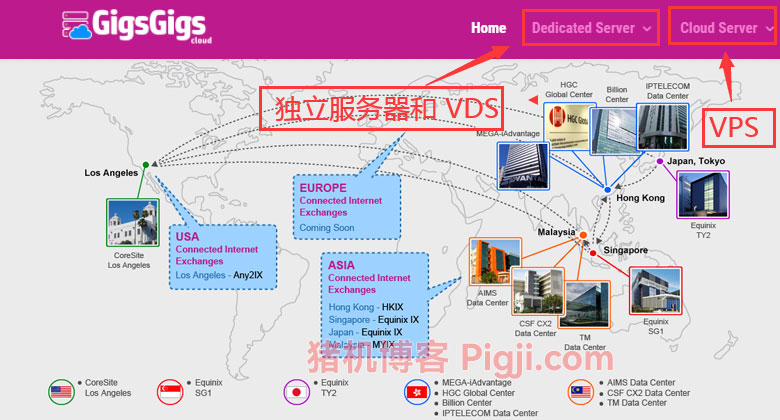 GigsGigs
cloud
Home
Dedicated Server
Cloud Server
独立服务器和 VDS
VPS
HGC
Global Center
Billion
Center
IPTELECOM
Data Center
MEGA-iAdvantage
HGC Global
Los Angeles
CoreSite
Los Angeles
USA
Connected Internet
Exchanges
Los Angeles - Any2IX
EUROPE
Connected Internet
Exchanges
Coming Soon
ASIA
Connected Internet
Exchanges
Hong Kong - HKIX
Singapore - Equinix IX
Japan - Equinix IX
Malaysia - MYIX
Japan, Tokyo
Hong Kong
Equinix
TY2
Malaysia
Singapore
AIMS
Data Center
CSF CX2
Data Center
TM
Data Center
Equinix
SG1
猪机博客 Pigji.com
CoreSite
Los Angeles
Equinix
SG1
Equinix
TY2
MEGA-iAdvantage
HGC Global Center
Billion Center
IPTELECOM Data Center
AIMS Data Center
CSF CX2 Data Center
TM Data Center